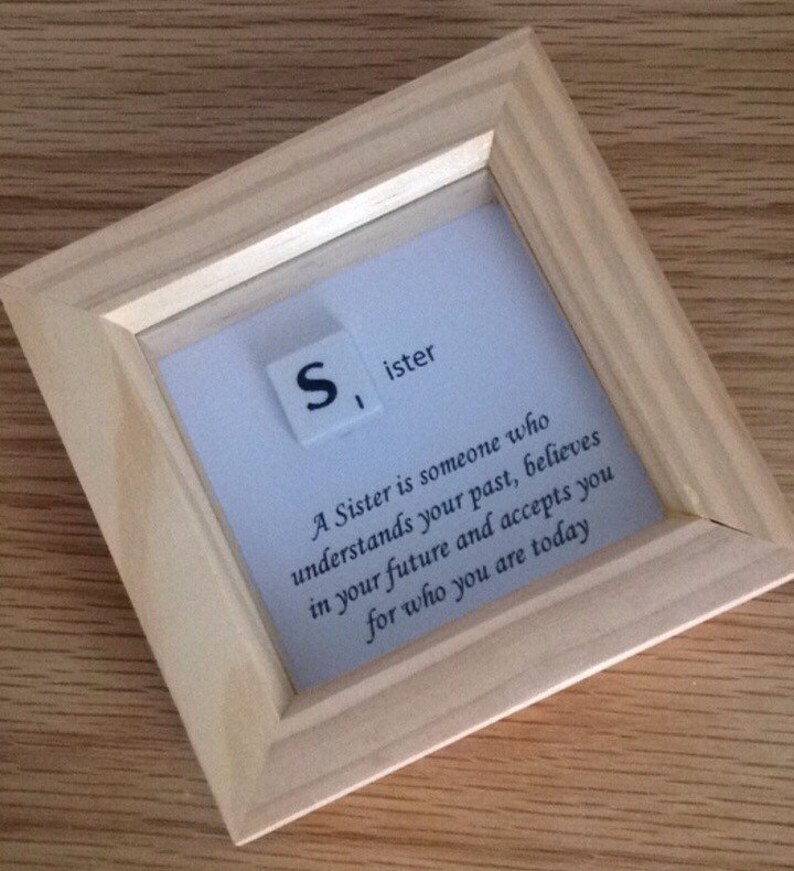 S1 ister
A Sister is someone who
understands your past, believes
in your future and accepts you
for who you are today